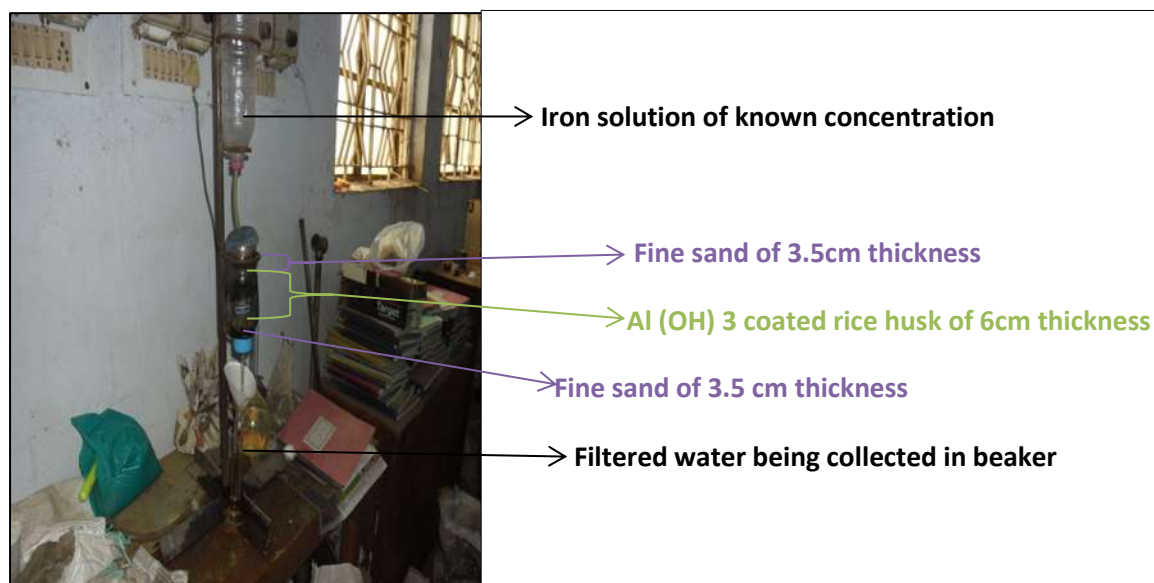 Iron solution of known concentration
Fine sand of 3.5cm thickness
Target
Al (OH) 3 coated rice husk of 6cm thickness
Fine sand of 3.5 cm thickness
Filtered water being collected in beaker